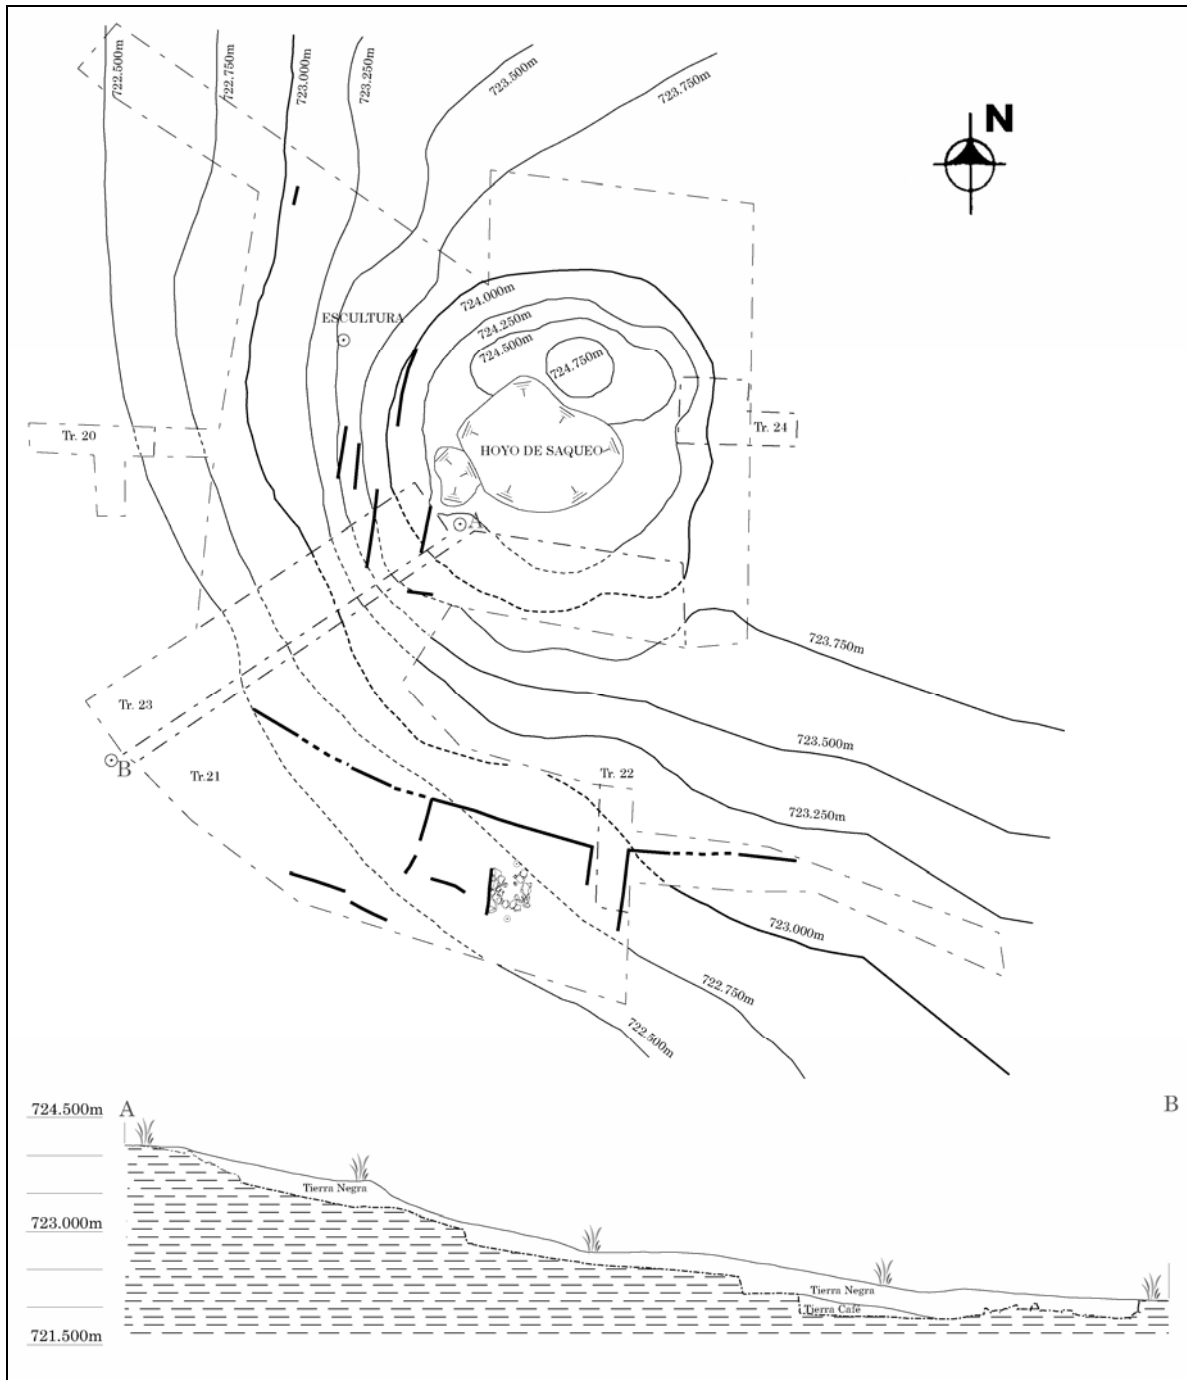 722.500m
722.750m
723.000m
723.250m
723.500m
723.750m
N
ESCULTURA
724.000m
724.250m
724.500m
724.750m
Tr. 20
HOYO DE SAQUEO
Tr. 24
A
723.750m
Tr. 23
723.500m
B
Tr.21
Tr. 22
723.250m
723.000m
722.750m
722.500m
724.500m
A
B
Tierra Negra
723.000m
Tierra Negra
Tierra Café
721.500m